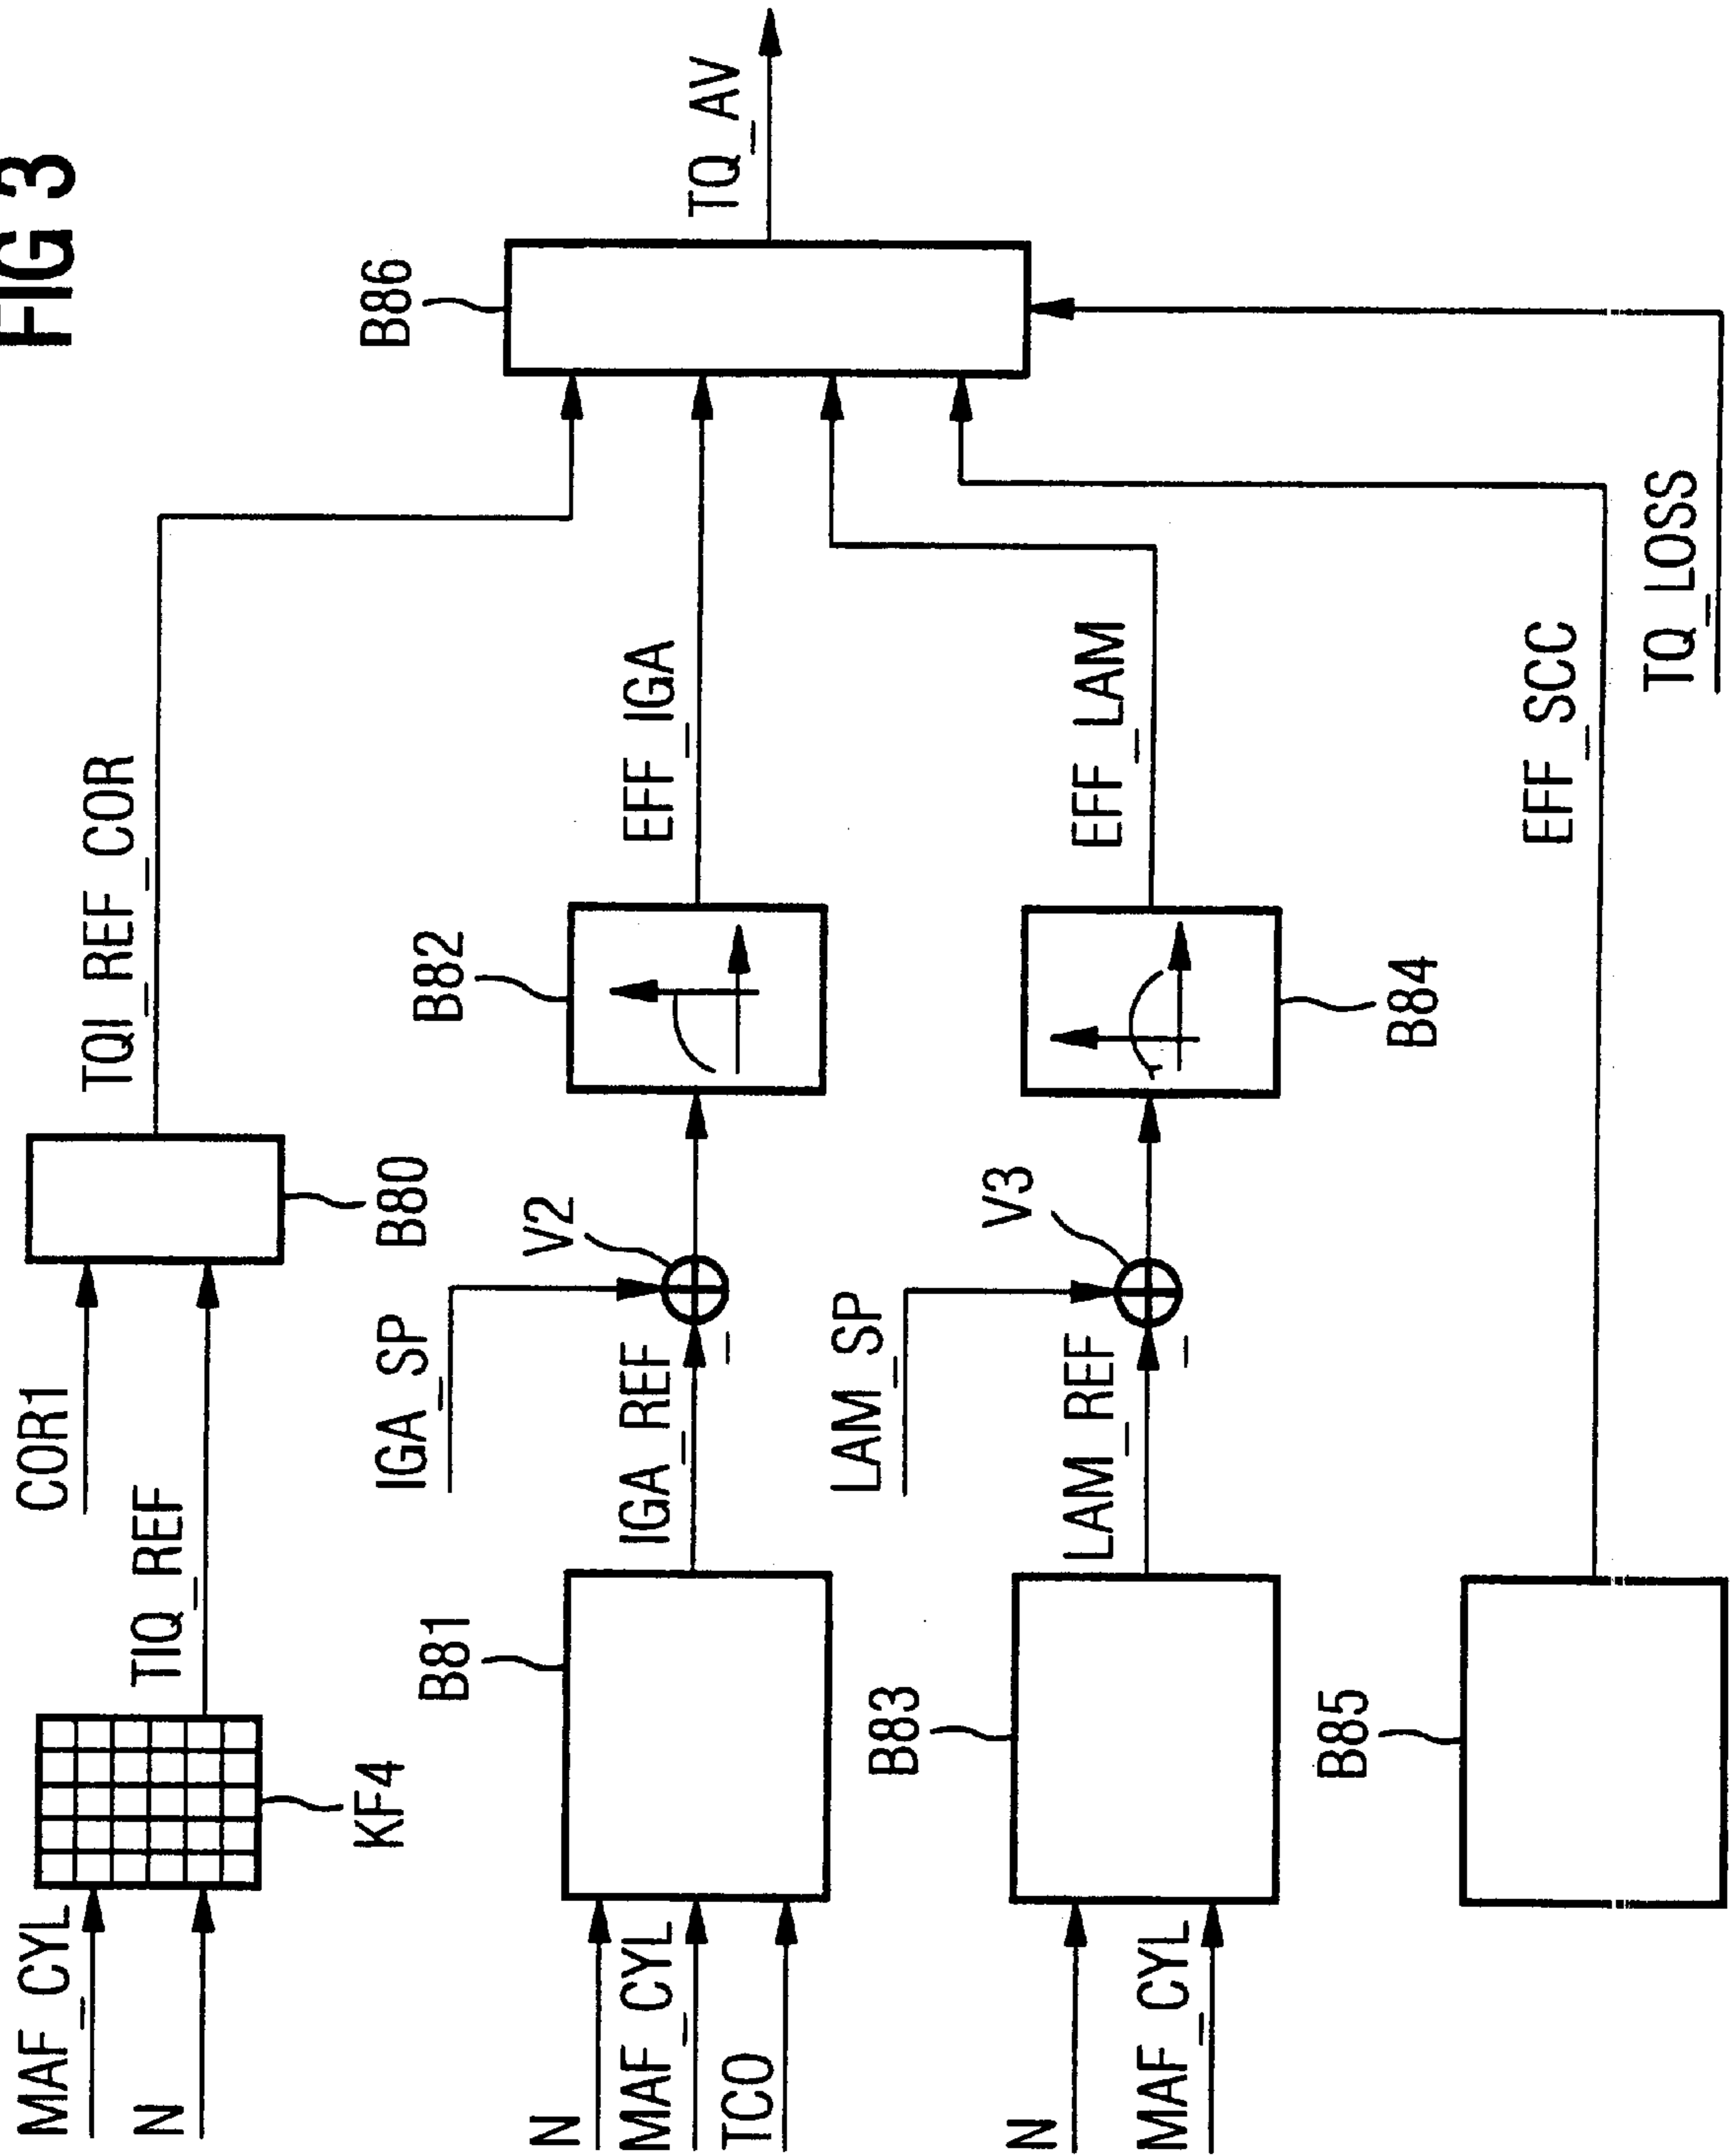 FIG 3
MAF_CYL
N
KF4
TIQ_REF
COR1
B80
TQI_REF_COR
N
MAF_CYL
TCO
B81
IGA_REF
IGA_SP
V2
–
B82
EFF_IGA
N
MAF_CYL
B83
LAM_REF
LAM_SP
V3
–
B84
EFF_LAM
B85
EFF_SCC
TQ_LOSS
B86
TQ_AV